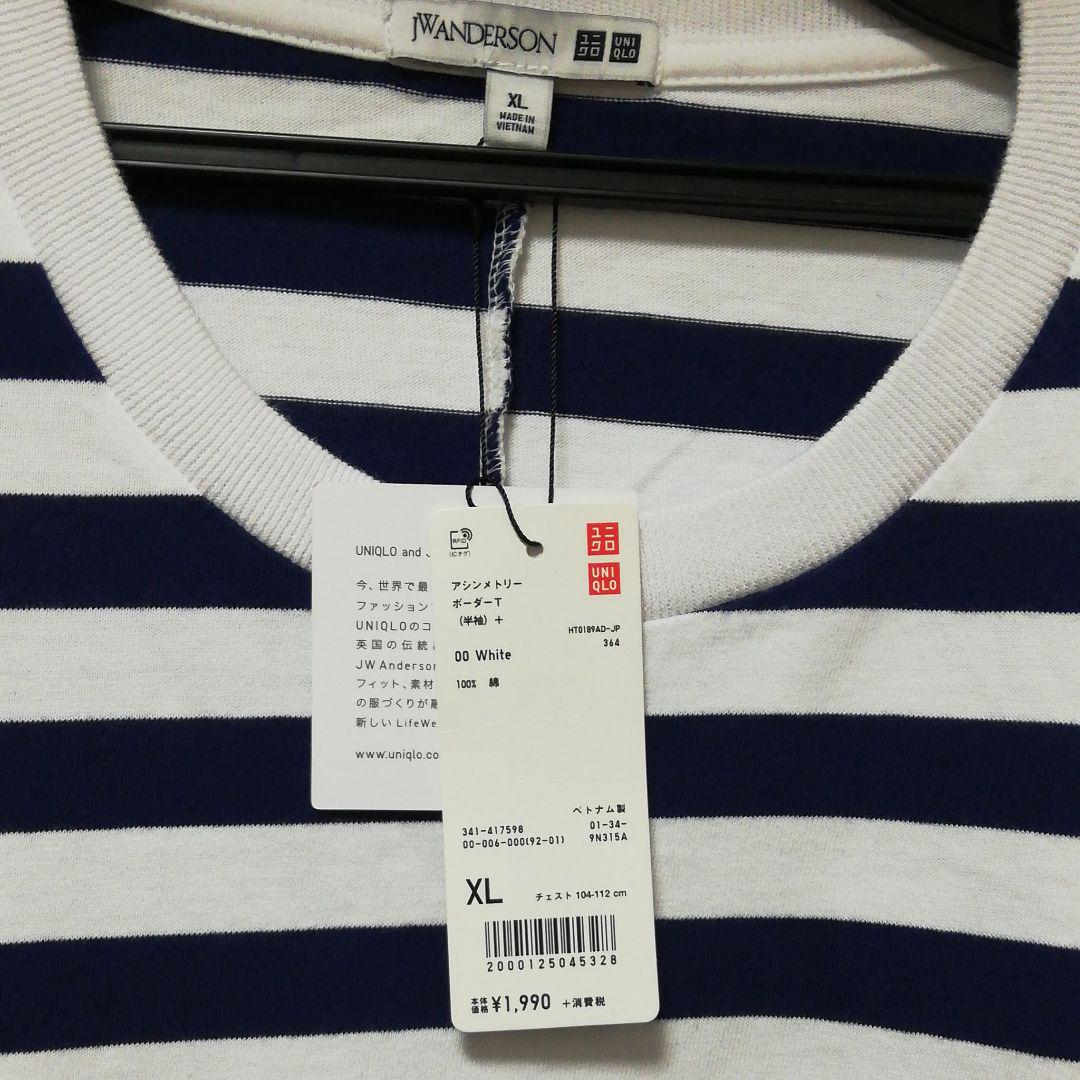 JWANDERSON
ユニクロ
UNIQLO
XL
MADE IN
VIETNAM
UNIQLO and J
今、世界で最
ファッション
UNIQLOのコ
英国の伝統
JW Anderson
フィット、素材
の服づくりが
新しい LifeWe
www.uniqlo.co
RFID
(ICタグ)
ユニクロ
UNIQLO
アシンメトリー
ボーダーT
(半袖)+
HT0189AD-JP
364
00 White
100% 綿
ベトナム製
341-417598 01-34-
00-006-000(92-01) 9N315A
XL チェスト 104-112 cm
2000125045328
本体価格 ¥1,990 +消費税